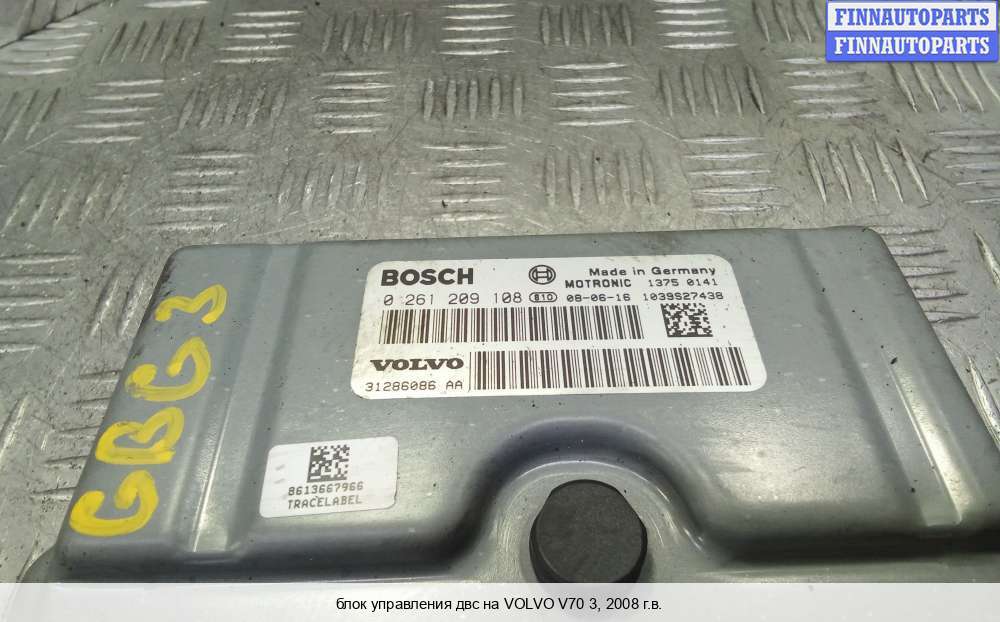 FINNAUTOPARTS
FINNAUTOPARTS
BOSCH
Made in Germany
0 261 209 108 B10 08-06-16
MOTRONIC 1375 0141
1039S27438
VOLVO
31286086 AA
8613667966
TRACELABEL
GBG3
блок управления двс на VOLVO V70 3, 2008 г.в.